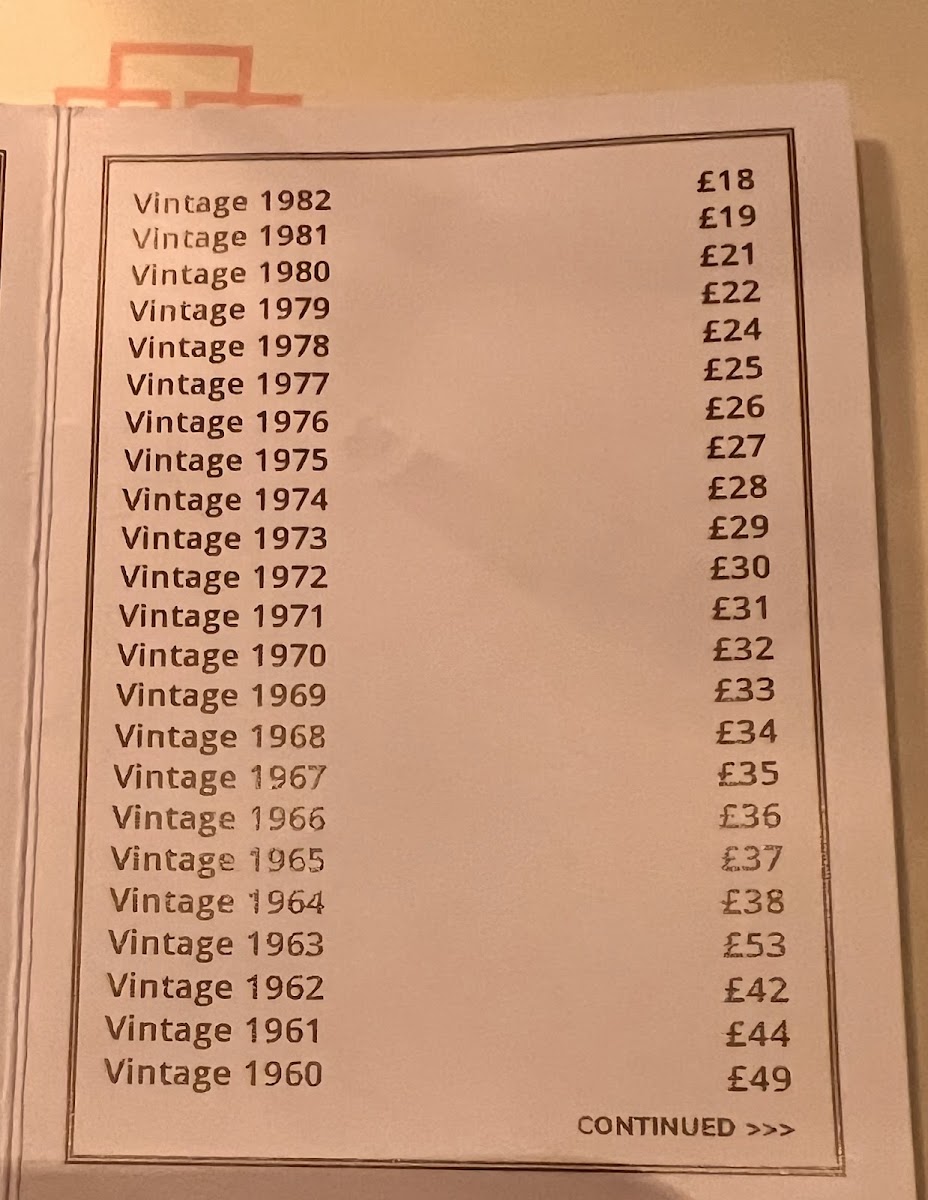 Vintage 1982 £18
Vintage 1981 £19
Vintage 1980 £21
Vintage 1979 £22
Vintage 1978 £24
Vintage 1977 £25
Vintage 1976 £26
Vintage 1975 £27
Vintage 1974 £28
Vintage 1973 £29
Vintage 1972 £30
Vintage 1971 £31
Vintage 1970 £32
Vintage 1969 £33
Vintage 1968 £34
Vintage 1967 £35
Vintage 1966 £36
Vintage 1965 £37
Vintage 1964 £38
Vintage 1963 £53
Vintage 1962 £42
Vintage 1961 £44
Vintage 1960 £49
CONTINUED >>>